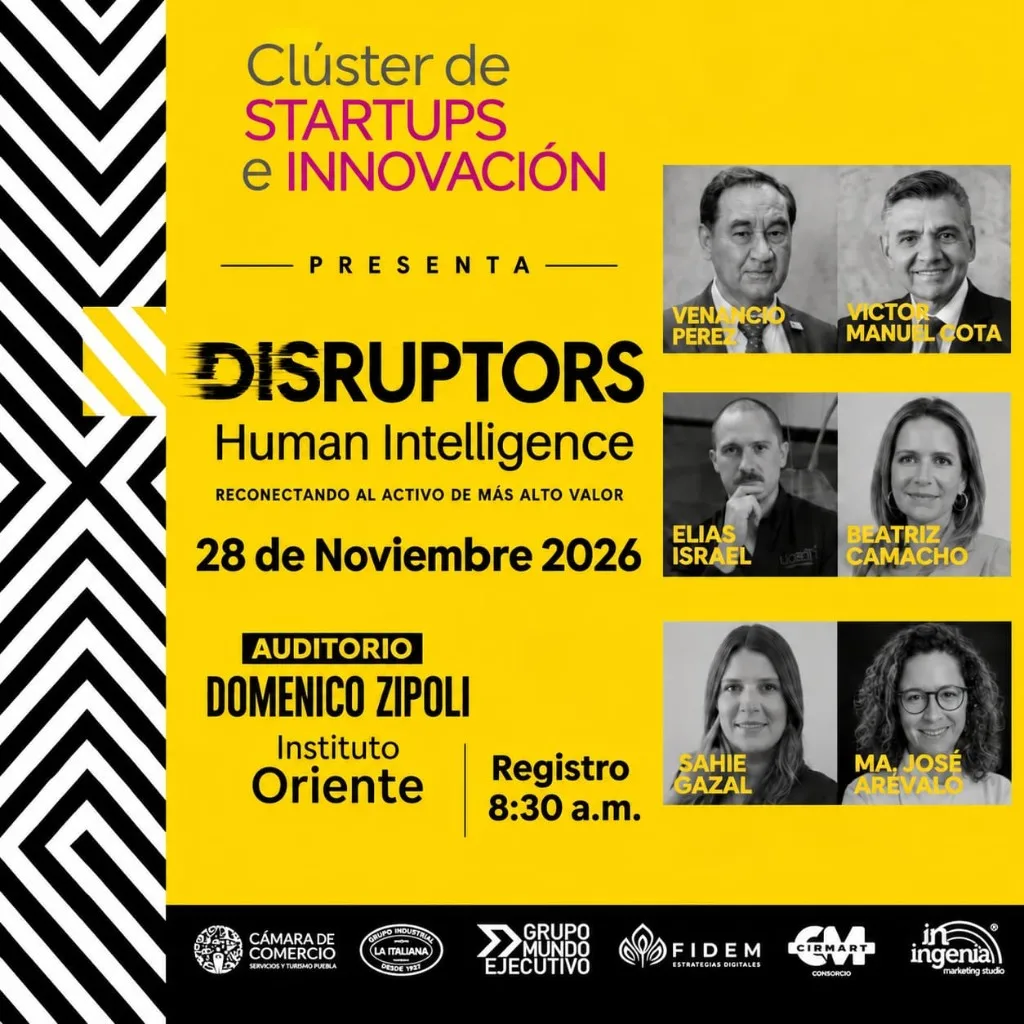 Clúster de
STARTUPS
e INNOVACIÓN
PRESENTA
DISRUPTORS
Human Intelligence
RECONECTANDO AL ACTIVO DE MÁS ALTO VALOR
28 de Noviembre 2026
AUDITORIO
DOMENICO ZIPOLI
Instituto
Oriente
Registro
8:30 a.m.
VENANCIO
PEREZ
VICTOR
MANUEL COTA
ELIAS
ISRAEL
BEATRIZ
CAMACHO
SAHIE
GAZAL
MA. JOSÉ
ARÉVALO
CÁMARA DE
COMERCIO
SERVICIOS Y TURISMO PUEBLA
GRUPO INDUSTRIAL
LA ITALIANA
DESDE 1927
GRUPO
MUNDO
EJECUTIVO
FIDEM
ESTRATEGIAS DIGITALES
CM
CIRMART
CONSORCIO
in
ingenia®
marketing studio